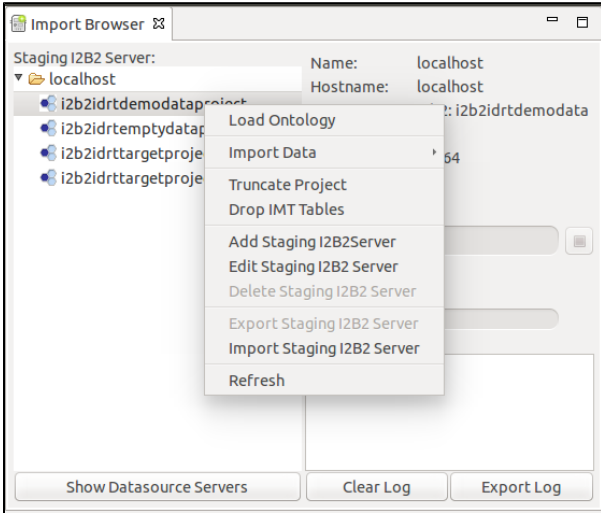 Import Browser
Staging I2B2 Server:
localhost
i2b2idrtdemodataproject
i2b2idrtemptydatap
i2b2idrttargetproje
i2b2idrttargetproje
Name: localhost
Hostname: localhost
: i2b2idrtdemodata
64
Load Ontology
Import Data
Truncate Project
Drop IMT Tables
Add Staging I2B2Server
Edit Staging I2B2 Server
Delete Staging I2B2 Server
Export Staging I2B2 Server
Import Staging I2B2 Server
Refresh
Show Datasource Servers
Clear Log
Export Log